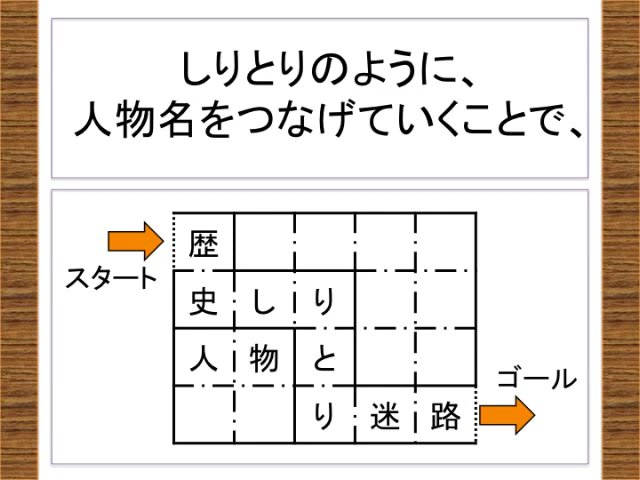 しりとりのように、
人物名をつなげていくことで、
スタート
歴
史しり
人物と
り迷路
ゴール